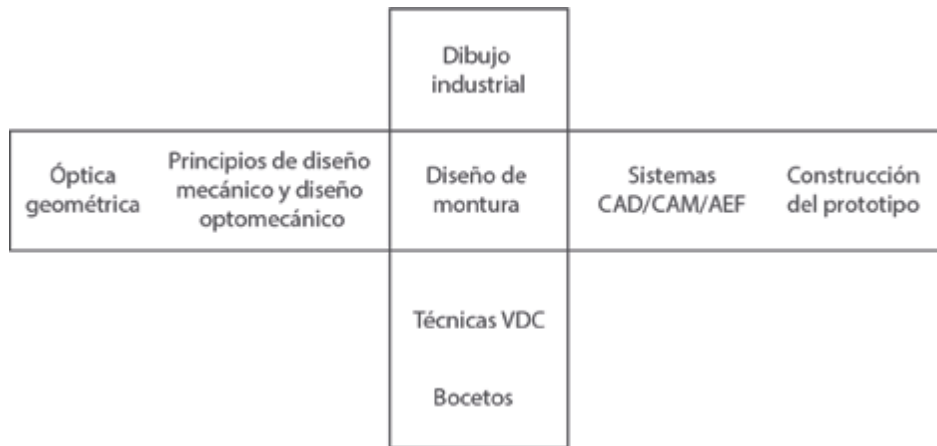 Dibujo
industrial
Óptica
geométrica
Principios de diseño
mecánico y diseño
optomecánico
Diseño de
montura
Sistemas
CAD/CAM/AEF
Construcción
del prototipo
Técnicas VDC
Bocetos